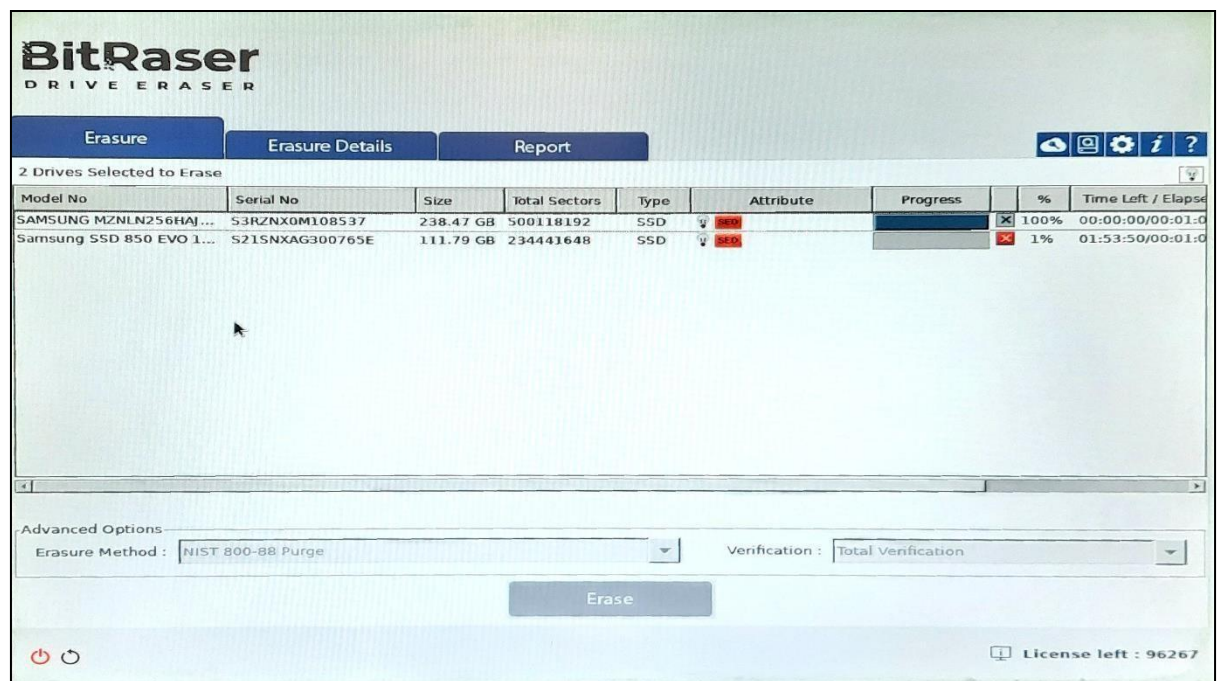 BitRaser
DRIVE ERASER
Erasure Erasure Details Report i ?
2 Drives Selected to Erase
Model No Serial No Size Total Sectors Type Attribute Progress % Time Left / Elapse
SAMSUNG MZNLN256HAJ... S3RZNX0M108537 238.47 GB 500118192 SSD SED 100% 00:00:00/00:01:0
Samsung SSD 850 EVO 1... S21SNXAG300765E 111.79 GB 234441648 SSD SED 1% 01:53:50/00:01:0
Advanced Options
Erasure Method : NIST 800-88 Purge Verification : Total Verification
Erase
License left : 96267